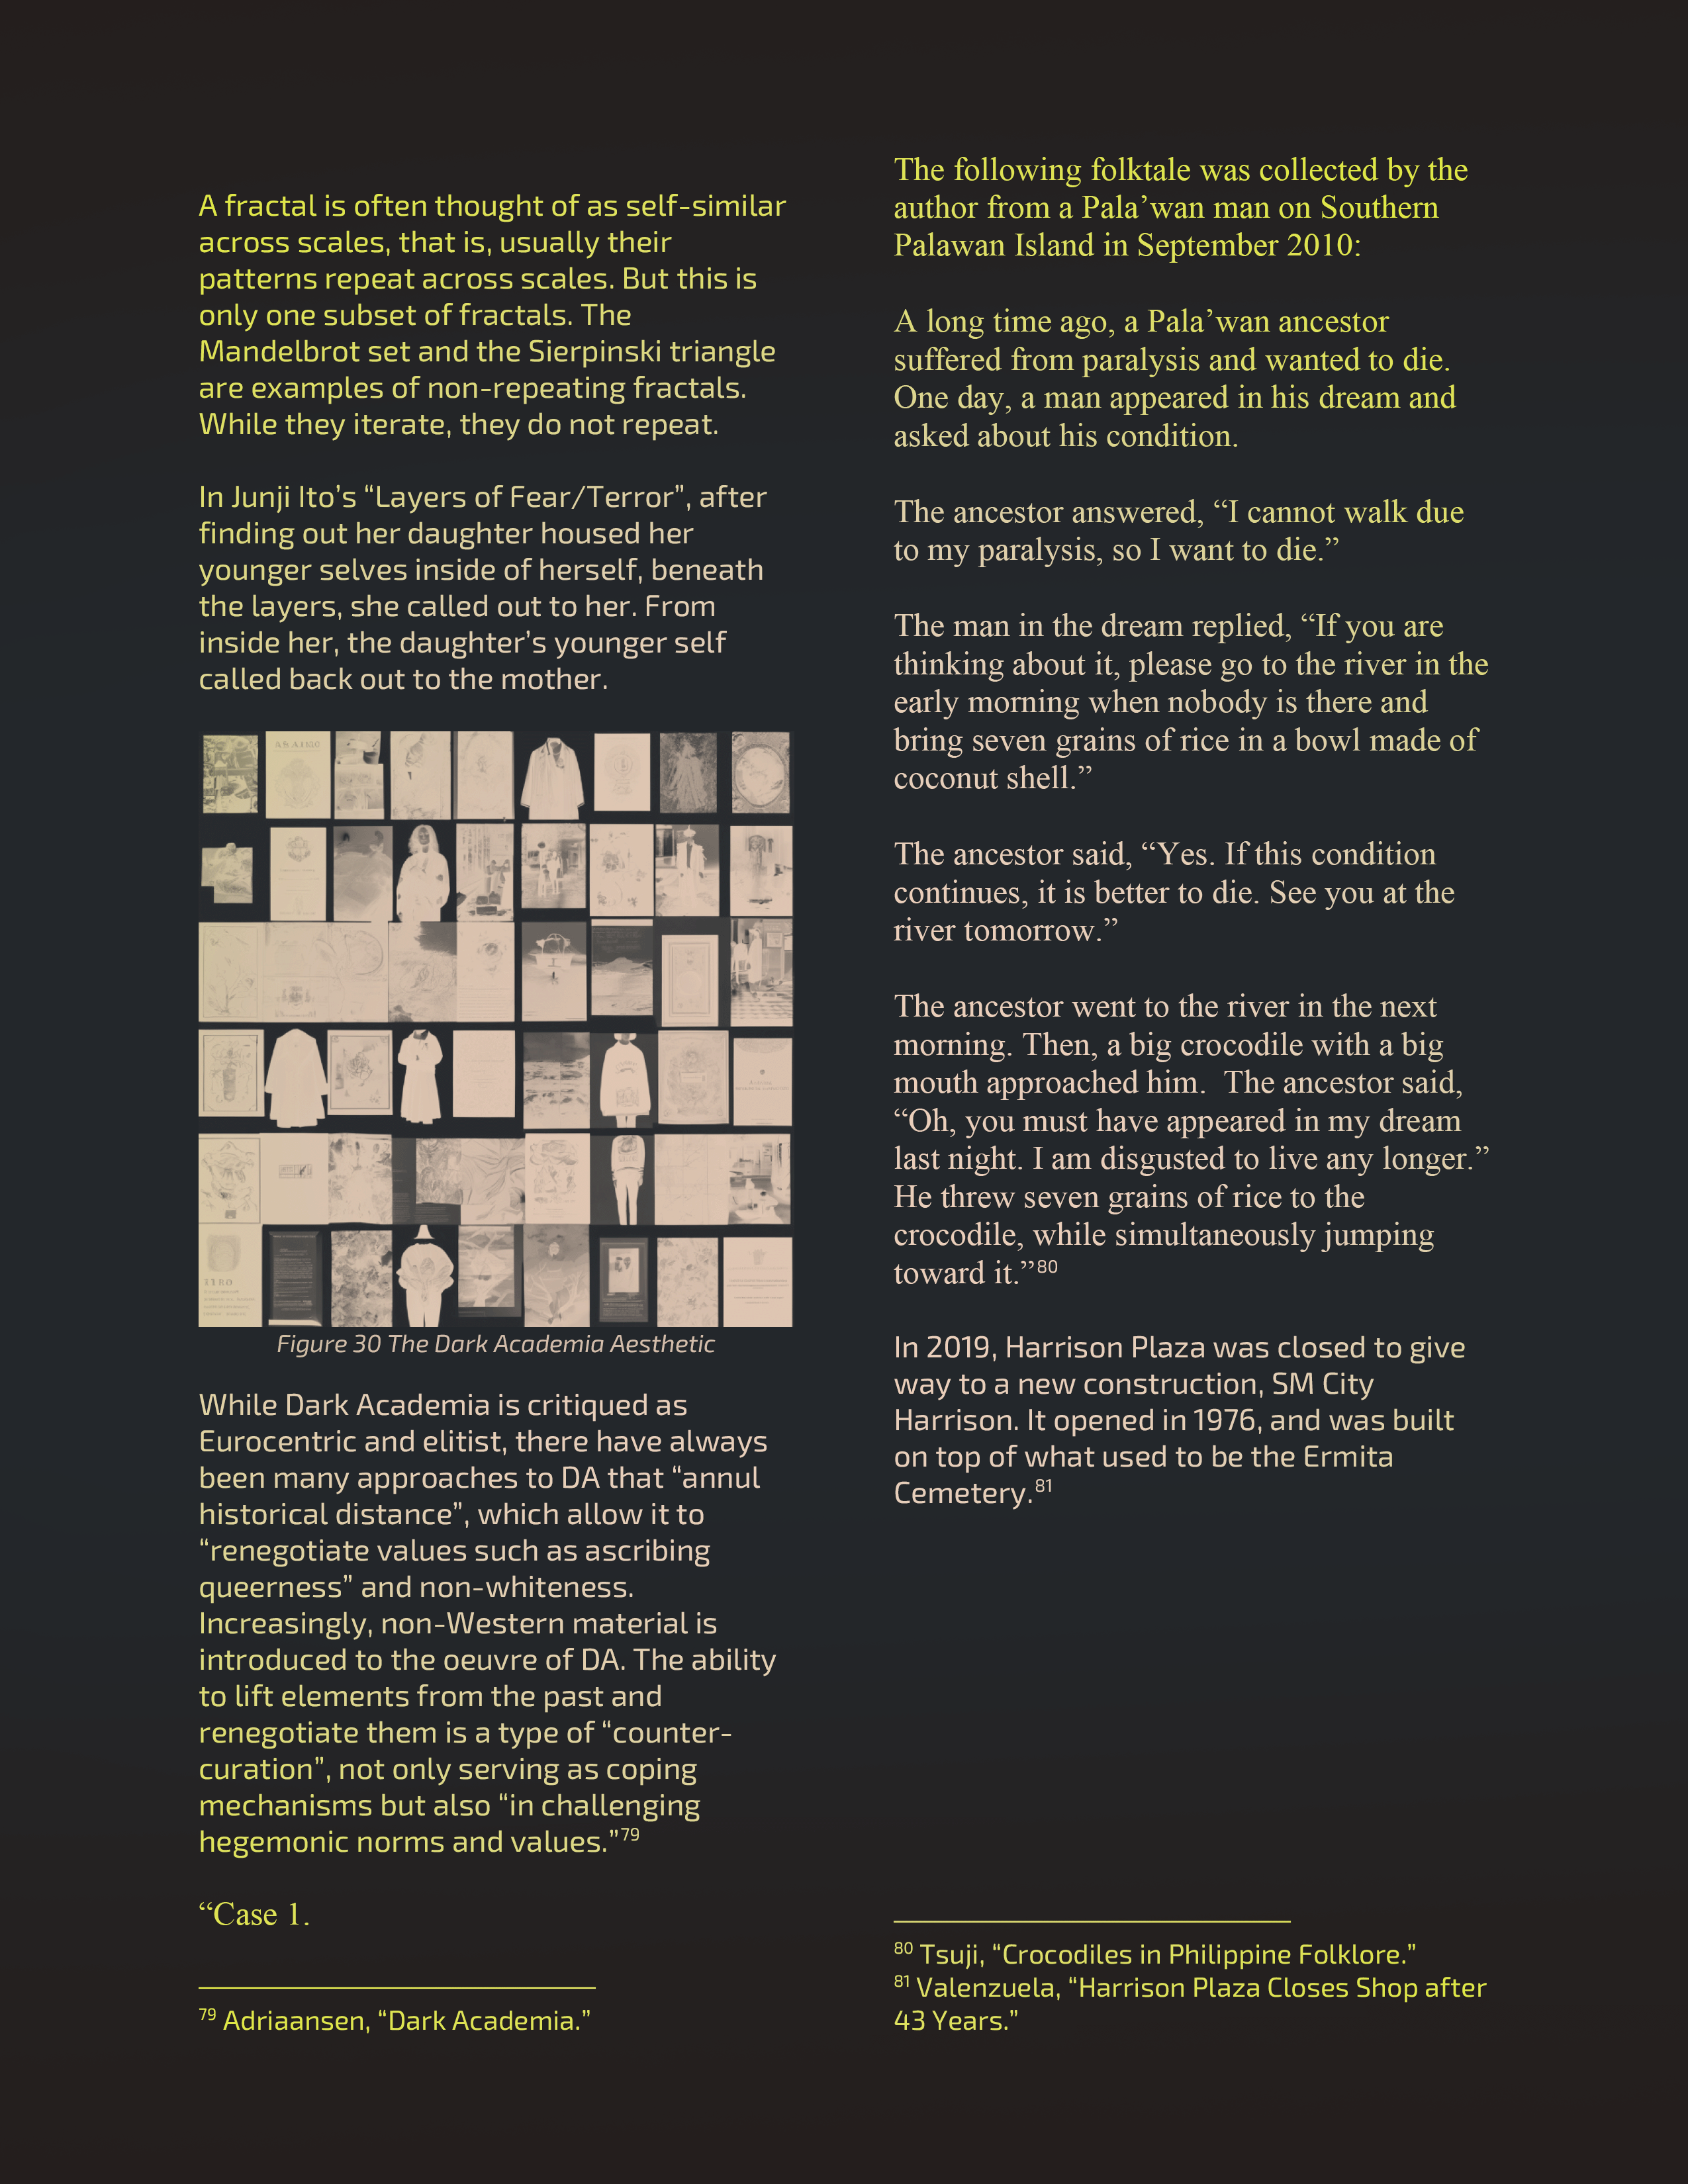 A fractal is often thought of as self-similar
across scales, that is, usually their
patterns repeat across scales. But this is
only one subset of fractals. The
Mandelbrot set and the Sierpinski triangle
are examples of non-repeating fractals.
While they iterate, they do not repeat.
In Junji Ito’s “Layers of Fear/Terror”, after
finding out her daughter housed her
younger selves inside of herself, beneath
the layers, she called out to her. From
inside her, the daughter’s younger self
called back out to the mother.
Figure 30 The Dark Academia Aesthetic
While Dark Academia is critiqued as
Eurocentric and elitist, there have always
been many approaches to DA that “annul
historical distance”, which allow it to
“renegotiate values such as ascribing
queerness” and non-whiteness.
Increasingly, non-Western material is
introduced to the oeuvre of DA. The ability
to lift elements from the past and
renegotiate them is a type of “counter-
curation”, not only serving as coping
mechanisms but also “in challenging
hegemonic norms and values.”79
“Case 1.
79 Adriaansen, “Dark Academia.”
The following folktale was collected by the
author from a Pala’wan man on Southern
Palawan Island in September 2010:
A long time ago, a Pala’wan ancestor
suffered from paralysis and wanted to die.
One day, a man appeared in his dream and
asked about his condition.
The ancestor answered, “I cannot walk due
to my paralysis, so I want to die.”
The man in the dream replied, “If you are
thinking about it, please go to the river in the
early morning when nobody is there and
bring seven grains of rice in a bowl made of
coconut shell.”
The ancestor said, “Yes. If this condition
continues, it is better to die. See you at the
river tomorrow.”
The ancestor went to the river in the next
morning. Then, a big crocodile with a big
mouth approached him.  The ancestor said,
“Oh, you must have appeared in my dream
last night. I am disgusted to live any longer.”
He threw seven grains of rice to the
crocodile, while simultaneously jumping
toward it.”80
In 2019, Harrison Plaza was closed to give
way to a new construction, SM City
Harrison. It opened in 1976, and was built
on top of what used to be the Ermita
Cemetery.81
80 Tsuji, “Crocodiles in Philippine Folklore.”
81 Valenzuela, “Harrison Plaza Closes Shop after
43 Years.”